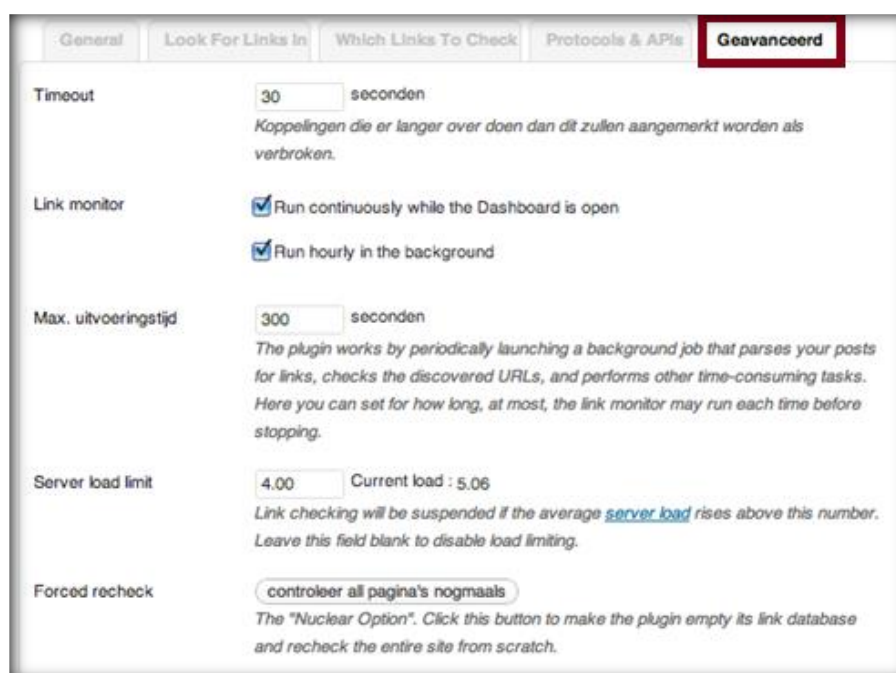 General Look For Links In Which Links To Check Protocols & APIs Geavanceerd
Timeout 30 seconden
Koppelingen die er langer over doen dan dit zullen aangemerkt worden als
verbroken.
Link monitor Run continuously while the Dashboard is open
Run hourly in the background
Max. uitvoeringstijd 300 seconden
The plugin works by periodically launching a background job that parses your posts
for links, checks the discovered URLs, and performs other time-consuming tasks.
Here you can set for how long, at most, the link monitor may run each time before
stopping.
Server load limit 4.00 Current load : 5.06
Link checking will be suspended if the average server load rises above this number.
Leave this field blank to disable load limiting.
Forced recheck controleer all pagina's nogmaals
The "Nuclear Option". Click this button to make the plugin empty its link database
and recheck the entire site from scratch.